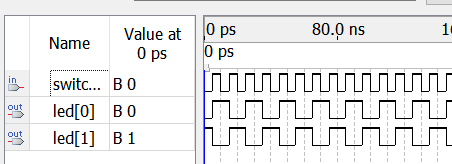 Name Value at 0 ps
0 ps 80.0 ns
0 ps
in switc... B 0
out led[0] B 0
out led[1] B 1